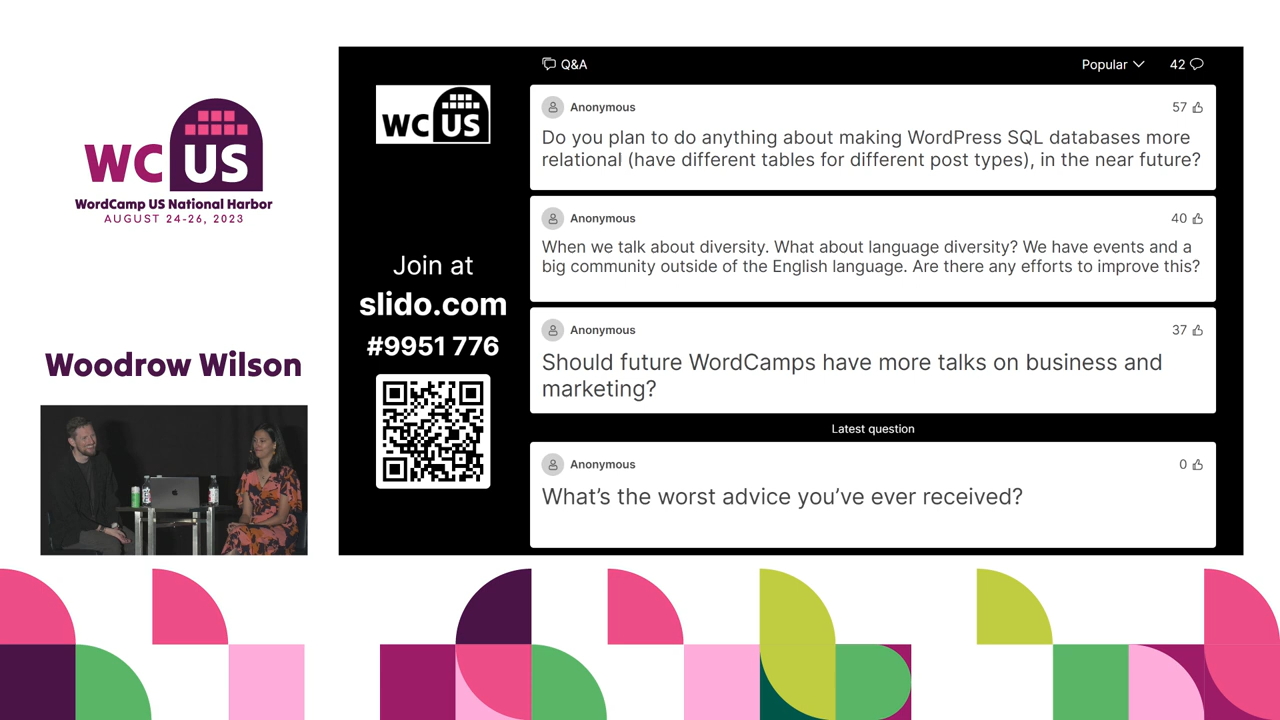 WC US
WordCamp US National Harbor
AUGUST 24-26, 2023
Woodrow Wilson
WC US
Join at
slido.com
#9951 776
Q&A
Popular
42
Anonymous
57
Do you plan to do anything about making WordPress SQL databases more
relational (have different tables for different post types), in the near future?
Anonymous
40
When we talk about diversity. What about language diversity? We have events and a
big community outside of the English language. Are there any efforts to improve this?
Anonymous
37
Should future WordCamps have more talks on business and
marketing?
Latest question
Anonymous
0
What's the worst advice you've ever received?